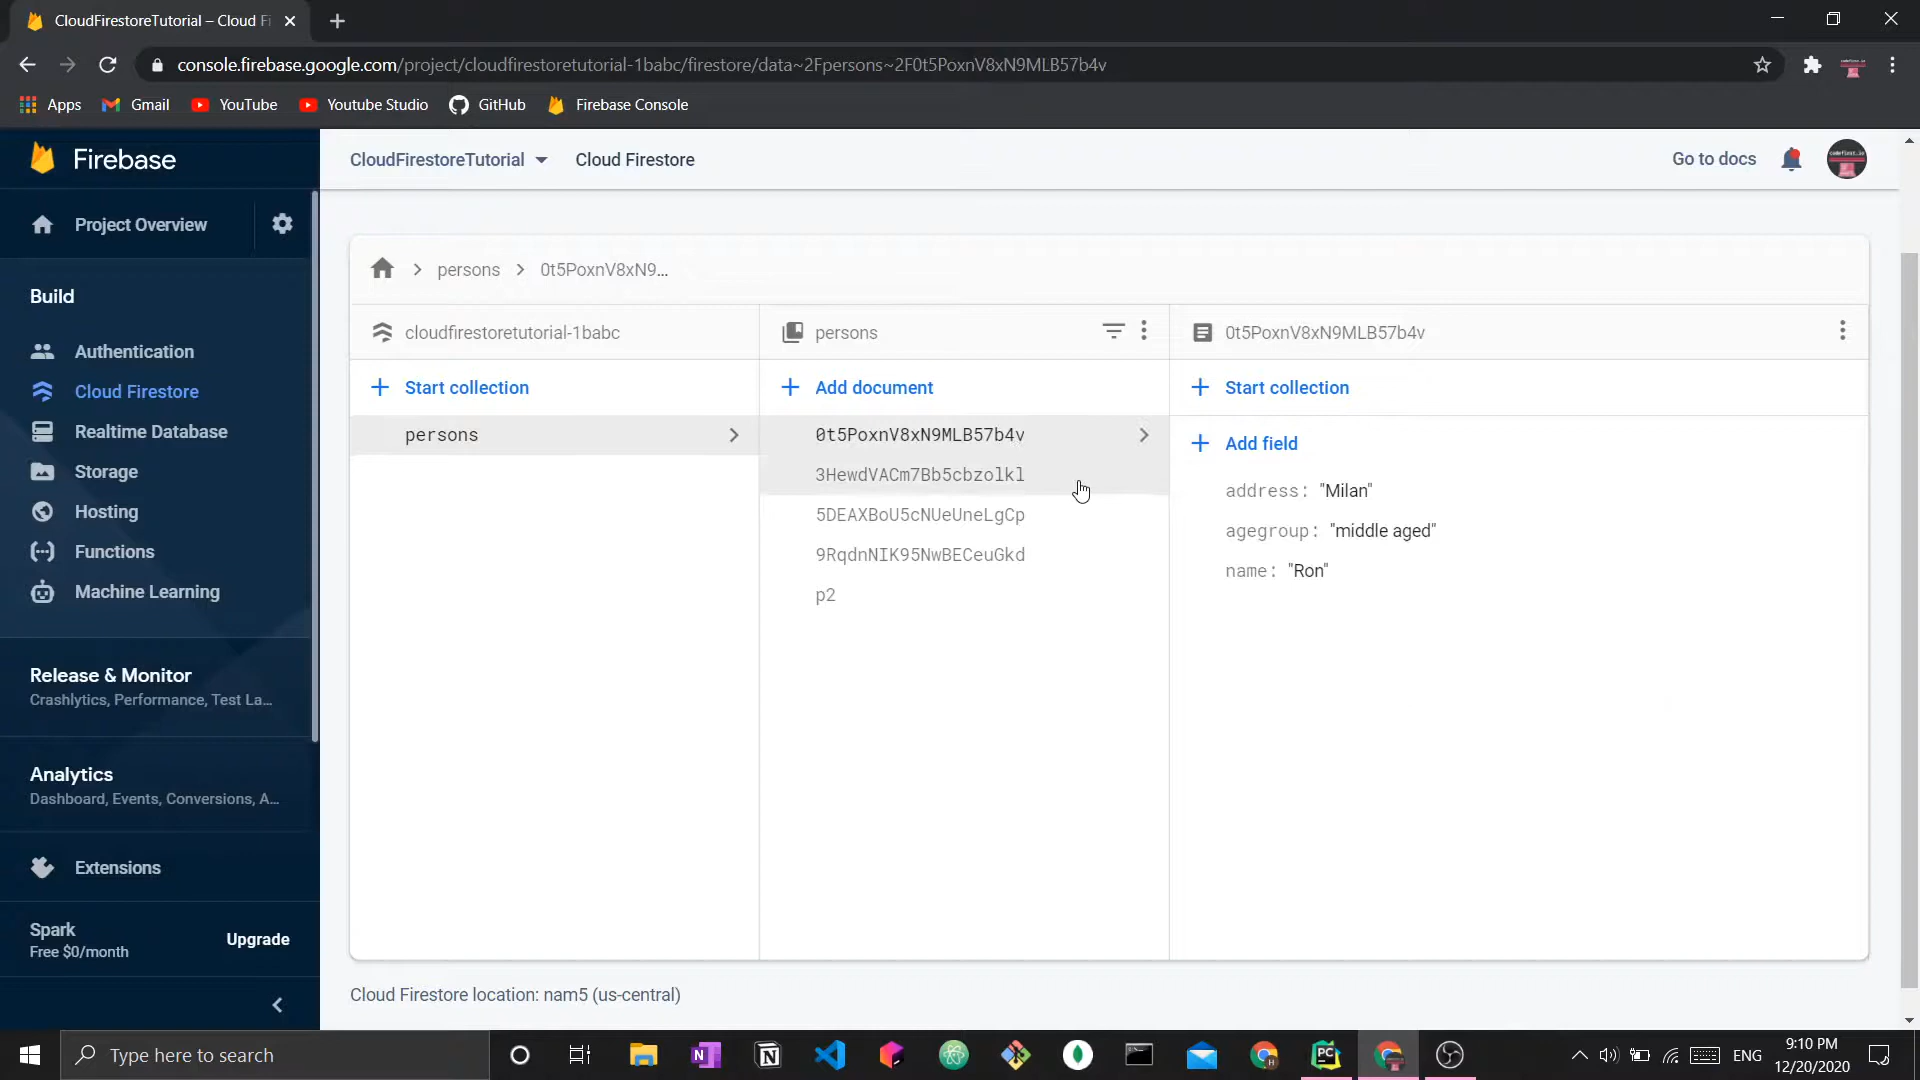 CloudFirestoreTutorial – Cloud Fi
console.firebase.google.com/project/cloudfirestoretutorial-1babc/firestore/data~2Fpersons~2F0t5PoxnV8xN9MLB57b4v
Apps Gmail YouTube Youtube Studio GitHub Firebase Console
Firebase
CloudFirestoreTutorial Cloud Firestore Go to docs
Project Overview
Build
Authentication
Cloud Firestore
Realtime Database
Storage
Hosting
Functions
Machine Learning
Release & Monitor
Crashlytics, Performance, Test La...
Analytics
Dashboard, Events, Conversions, A...
Extensions
Spark
Free $0/month
Upgrade
persons 0t5PoxnV8xN9...
cloudfirestoretutorial-1babc
Start collection
persons
persons
Add document
0t5PoxnV8xN9MLB57b4v
3HewdVACm7Bb5cbzolkl
5DEAXBoU5cNUeUneLgCp
9RqdnNIK95NwBECeuGkd
p2
0t5PoxnV8xN9MLB57b4v
Start collection
Add field
address: "Milan"
agegroup: "middle aged"
name: "Ron"
Cloud Firestore location: nam5 (us-central)
Type here to search
ENG
9:10 PM
12/20/2020